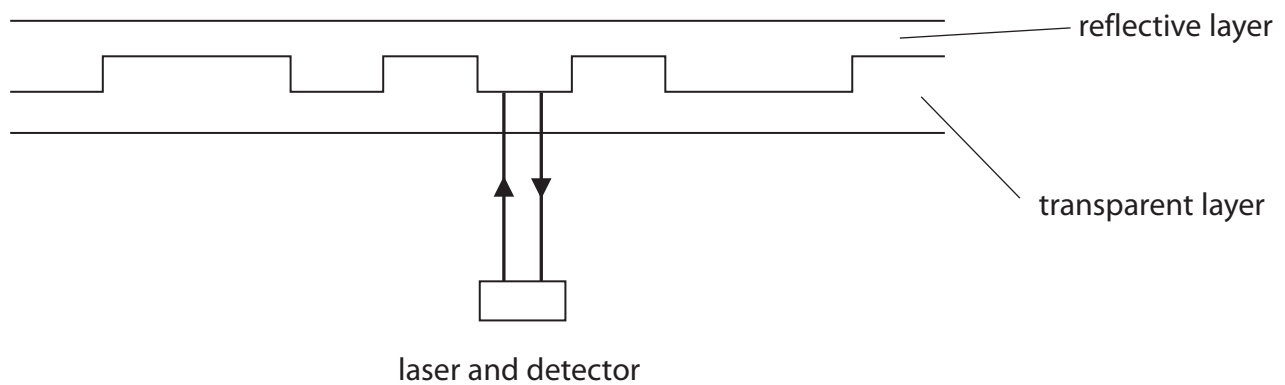 reflective layer
transparent layer
laser and detector